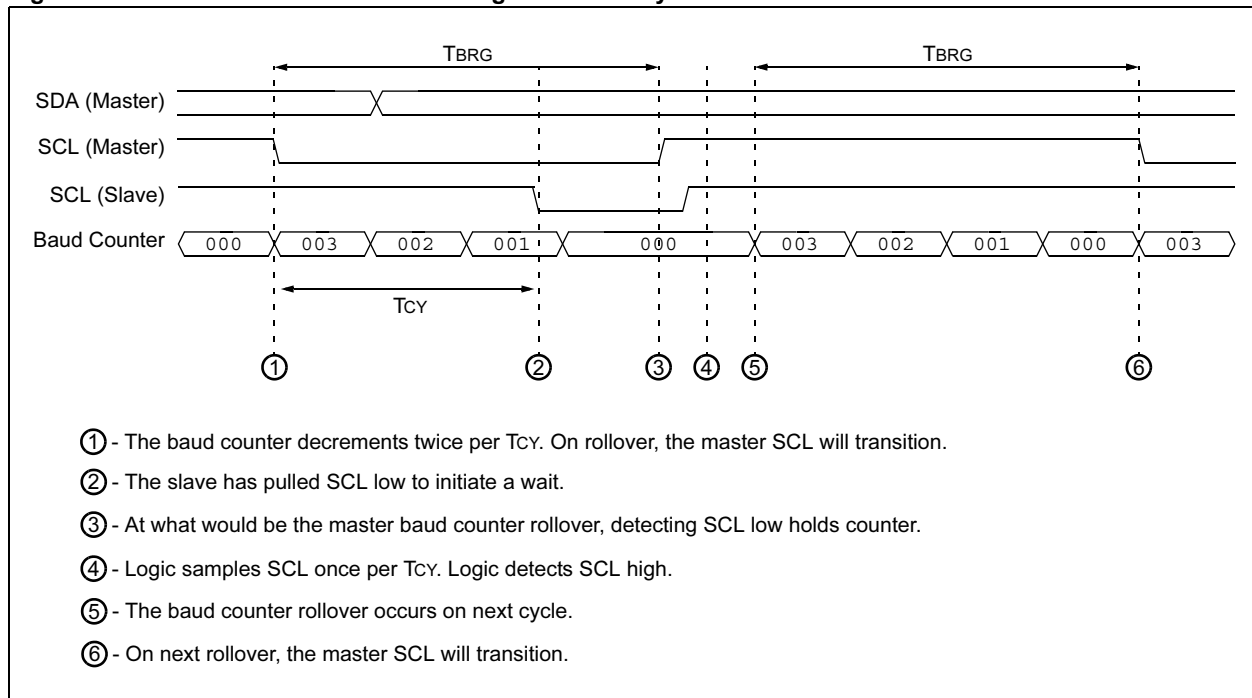 TBRG TBRG
SDA (Master)
SCL (Master)
SCL (Slave)
Baud Counter 000 003 002 001 000 003 002 001 000 003
TCY
1 2 3 4 5 6
1 - The baud counter decrements twice per TCY. On rollover, the master SCL will transition.
2 - The slave has pulled SCL low to initiate a wait.
3 - At what would be the master baud counter rollover, detecting SCL low holds counter.
4 - Logic samples SCL once per TCY. Logic detects SCL high.
5 - The baud counter rollover occurs on next cycle.
6 - On next rollover, the master SCL will transition.